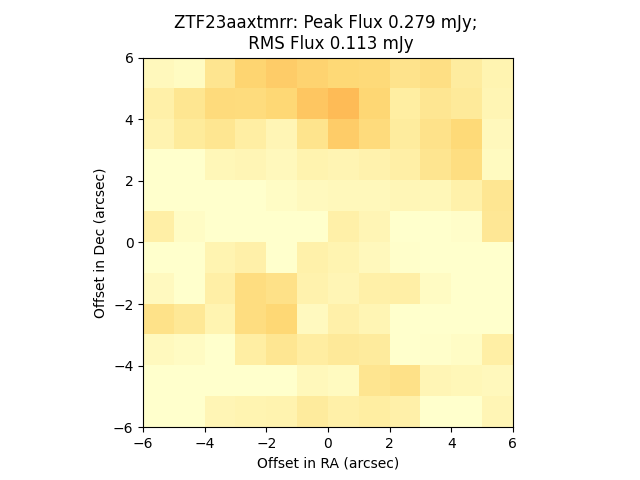 ZTF23aaxtmrr: Peak Flux 0.279 mJy;
RMS Flux 0.113 mJy
6
4
2
0
−2
−4
−6
Offset in Dec (arcsec)
−6 −4 −2 0 2 4 6
Offset in RA (arcsec)